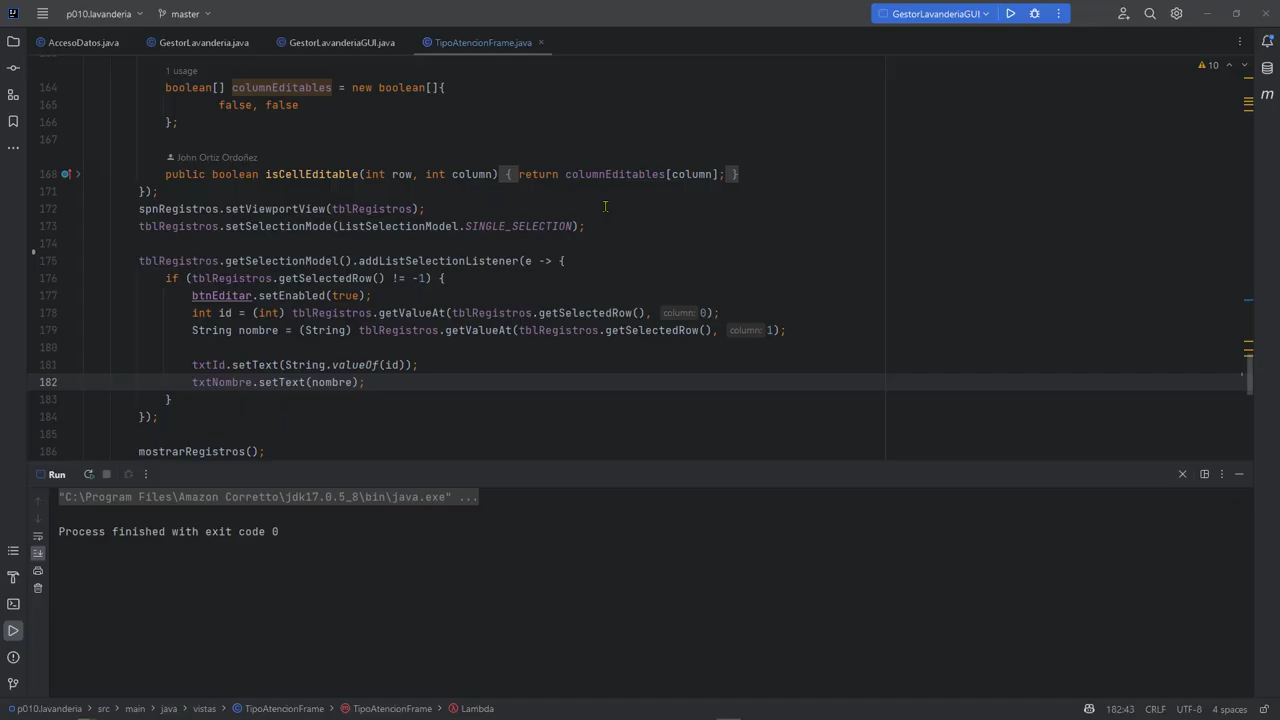 p010.lavanderia
master
GestorLavanderiaGUI
AccesoDatos.java
GestorLavanderia.java
GestorLavanderiaGUI.java
TipoAtencionFrame.java
10
1 usage
164 boolean[] columnEditables = new boolean[]{
165 false, false
166 };
167
John Ortiz Ordoñez
168 public boolean isCellEditable(int row, int column) { return columnEditables[column]; }
171 });
172 spnRegistros.setViewportView(tblRegistros);
173 tblRegistros.setSelectionMode(ListSelectionModel.SINGLE_SELECTION);
174
175 tblRegistros.getSelectionModel().addListSelectionListener(e -> {
176 if (tblRegistros.getSelectedRow() != -1) {
177 btnEditar.setEnabled(true);
178 int id = (int) tblRegistros.getValueAt(tblRegistros.getSelectedRow(), column: 0);
179 String nombre = (String) tblRegistros.getValueAt(tblRegistros.getSelectedRow(), column: 1);
180
181 txtId.setText(String.valueOf(id));
182 txtNombre.setText(nombre);
183 }
184 });
185
186 mostrarRegistros();
Run
"C:\Program Files\Amazon Corretto\jdk17.0.5_8\bin\java.exe" ...
Process finished with exit code 0
p010.lavanderia > src > main > java > vistas > TipoAtencionFrame > TipoAtencionFrame > Lambda
182:43 CRLF UTF-8 4 spaces